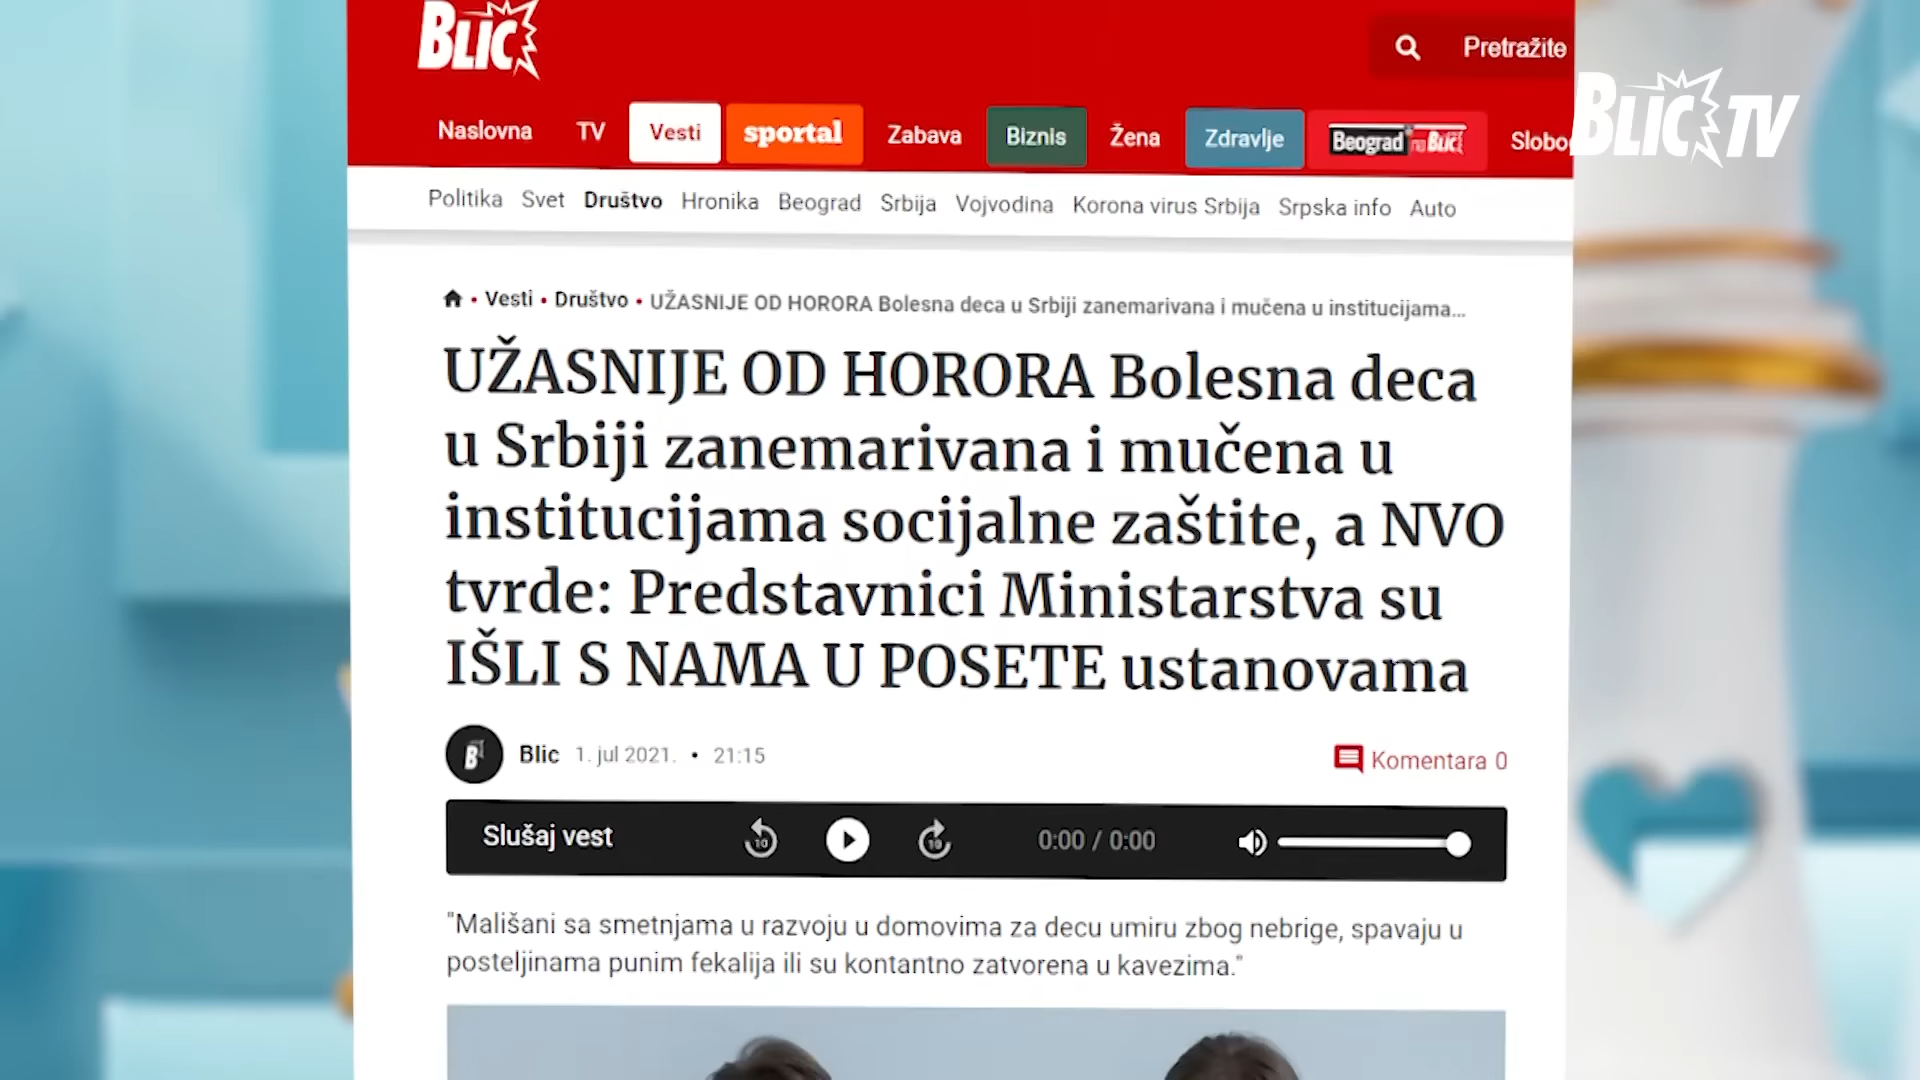 BLIC
Pretražite
BLIC TV
Naslovna TV Vesti sportal Zabava Biznis Žena Zdravlje Beograd na Blic Slobo
Politika Svet Društvo Hronika Beograd Srbija Vojvodina Korona virus Srbija Srpska info Auto
• Vesti • Društvo • UŽASNIJE OD HORORA Bolesna deca u Srbiji zanemarivana i mučena u institucijama...
UŽASNIJE OD HORORA Bolesna deca
u Srbiji zanemarivana i mučena u
institucijama socijalne zaštite, a NVO
tvrde: Predstavnici Ministarstva su
IŠLI S NAMA U POSETE ustanovama
B Blic 1. jul 2021. • 21:15 Komentara 0
Slušaj vest 10 10 0:00 / 0:00
"Mališani sa smetnjama u razvoju u domovima za decu umiru zbog nebrige, spavaju u
posteljinama punim fekalija ili su kontantno zatvorena u kavezima."